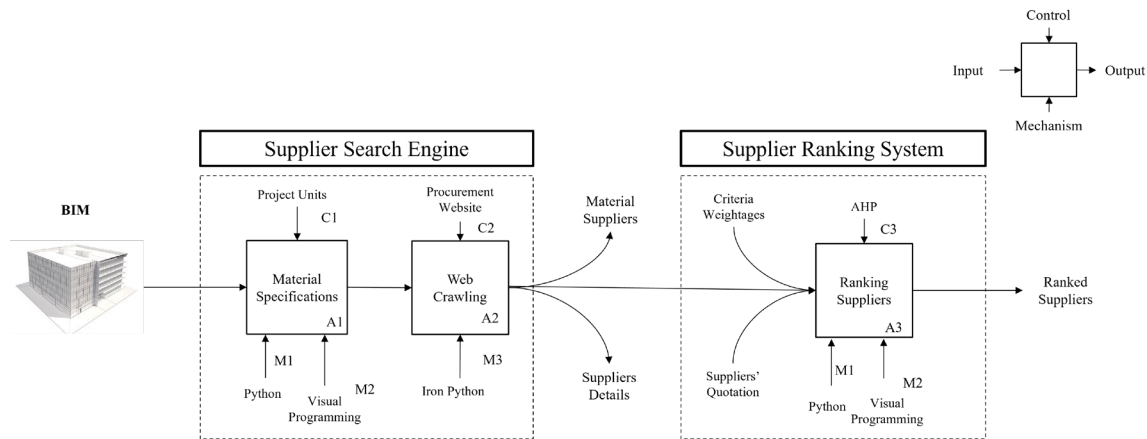 Control
Input
Output
Mechanism
Supplier Search Engine
Supplier Ranking System
BIM
Project Units
C1
Material
Specifications
A1
M1
Python
M2
Visual
Programming
Procurement
Website
C2
Web
Crawling
A2
M3
Iron Python
Material
Suppliers
Suppliers
Details
Criteria
Weightages
Suppliers'
Quotation
AHP
C3
Ranking
Suppliers
A3
M1
Python
M2
Visual
Programming
Ranked
Suppliers